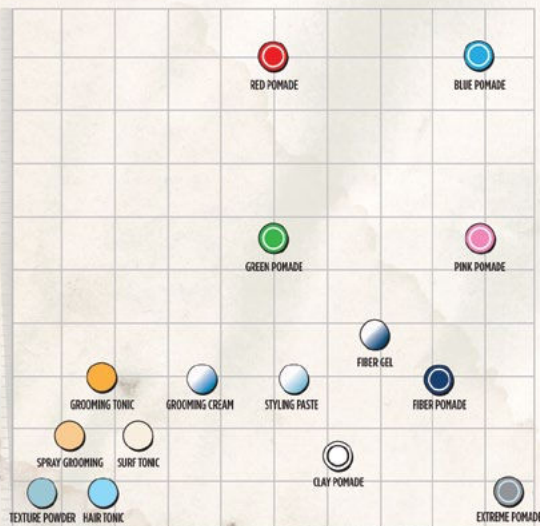 RED POMADE
BLUE POMADE
GREEN POMADE
PINK POMADE
FIBER GEL
GROOMING TONIC
GROOMING CREAM
STYLING PASTE
FIBER POMADE
SPRAY GROOMING
SURF TONIC
CLAY POMADE
TEXTURE POWDER
HAIR TONIC
EXTREME POMADE